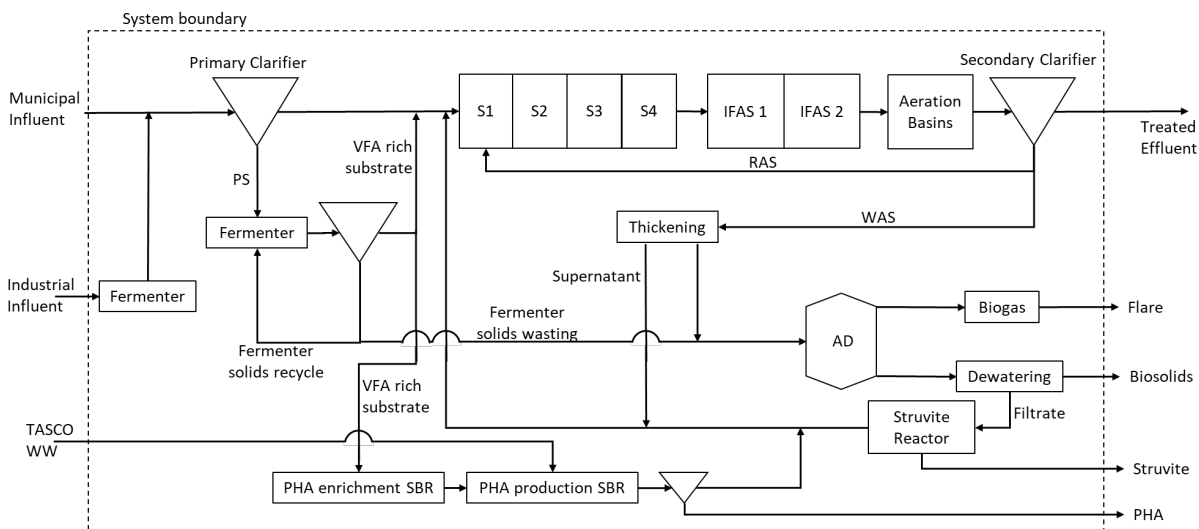 System boundary
Primary Clarifier
Secondary Clarifier
Municipal
Influent
S1
S2
S3
S4
IFAS 1
IFAS 2
Aeration
Basins
Treated
Effluent
VFA rich
substrate
RAS
PS
Fermenter
Thickening
WAS
Supernatant
Industrial
Influent
Fermenter
Fermenter
solids wasting
Biogas
Flare
AD
Fermenter
solids recycle
Dewatering
Biosolids
VFA rich
substrate
Filtrate
Struvite
Reactor
TASCO
WW
Struvite
PHA enrichment SBR
PHA production SBR
PHA